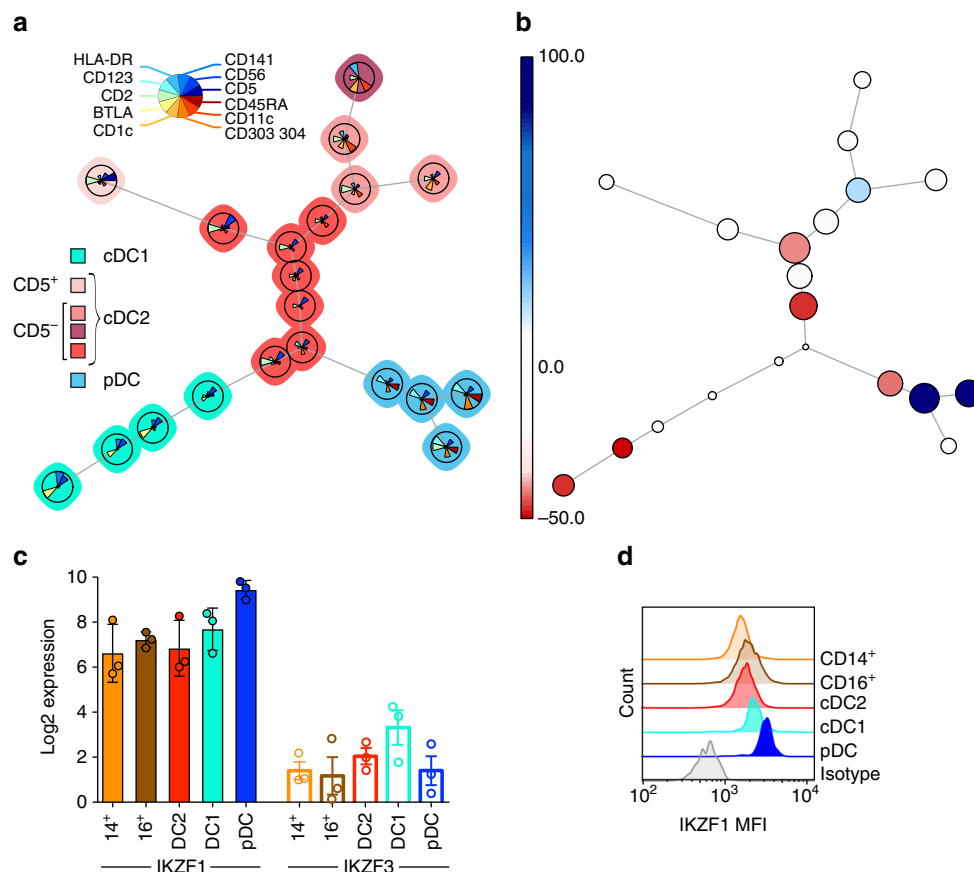 a
HLA-DR
CD123
CD2
BTLA
CD1c
CD141
CD56
CD5
CD45RA
CD11c
CD303 304
cDC1
CD5⁺
CD5⁻
cDC2
pDC
b
100.0
0.0
–50.0
c
Log2 expression
10
8
6
4
2
0
14⁺
16⁺
DC2
DC1
pDC
14⁺
16⁺
DC2
DC1
pDC
IKZF1
IKZF3
d
Count
CD14⁺
CD16⁺
cDC2
cDC1
pDC
Isotype
10²
10³
10⁴
IKZF1 MFI